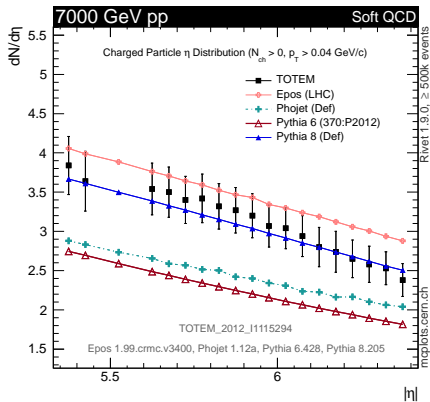 7000 GeV pp Soft QCD
dN/dη
Charged Particle η Distribution (N_ch > 0, p_T > 0.04 GeV/c)
TOTEM
Epos (LHC)
Phojet (Def)
Pythia 6 (370:P2012)
Pythia 8 (Def)
5.5
5
4.5
4
3.5
3
2.5
2
1.5
TOTEM_2012_I1115294
Epos 1.99.crmc.v3400, Phojet 1.12a, Pythia 6.428, Pythia 8.205
5.5 6
|η|
Rivet 1.9.0, ≥ 500k events
mcplots.cern.ch